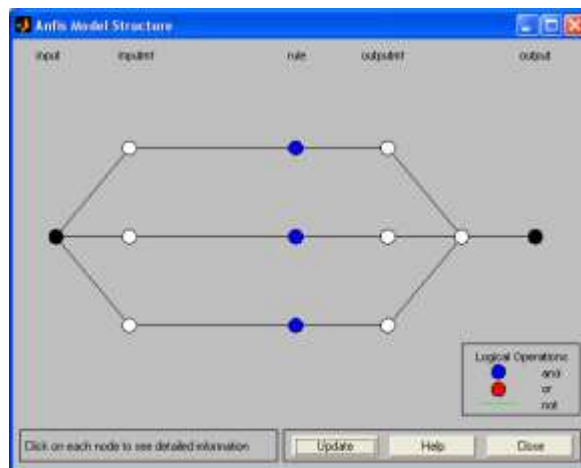 Anfis Model Structure
input inputmf rule outputmf output
Logical Operations
and
or
not
Click on each node to see detailed information
Update Help Close